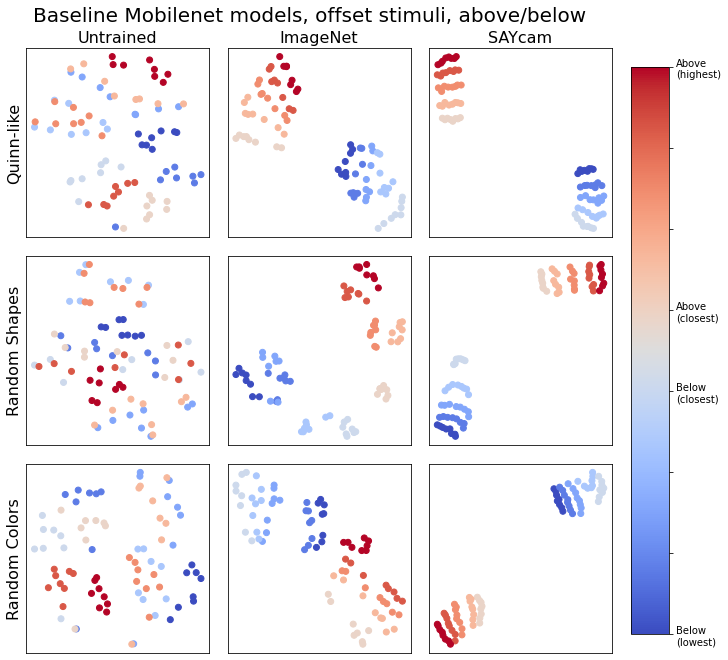 Baseline Mobilenet models, offset stimuli, above/below
Untrained
ImageNet
SAYcam
Quinn-like
Random Shapes
Random Colors
Above
(highest)
Above
(closest)
Below
(closest)
Below
(lowest)